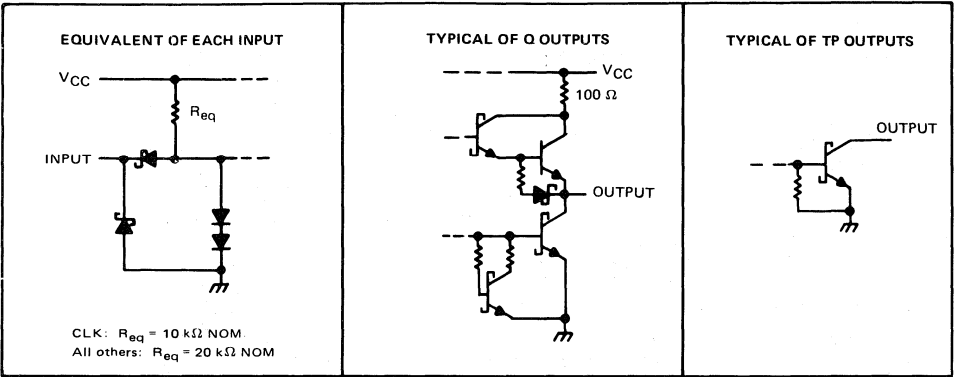 EQUIVALENT OF EACH INPUT
VCC
Req
INPUT
CLK: Req = 10 kΩ NOM.
All others: Req = 20 kΩ NOM
TYPICAL OF Q OUTPUTS
VCC
100 Ω
OUTPUT
TYPICAL OF TP OUTPUTS
OUTPUT